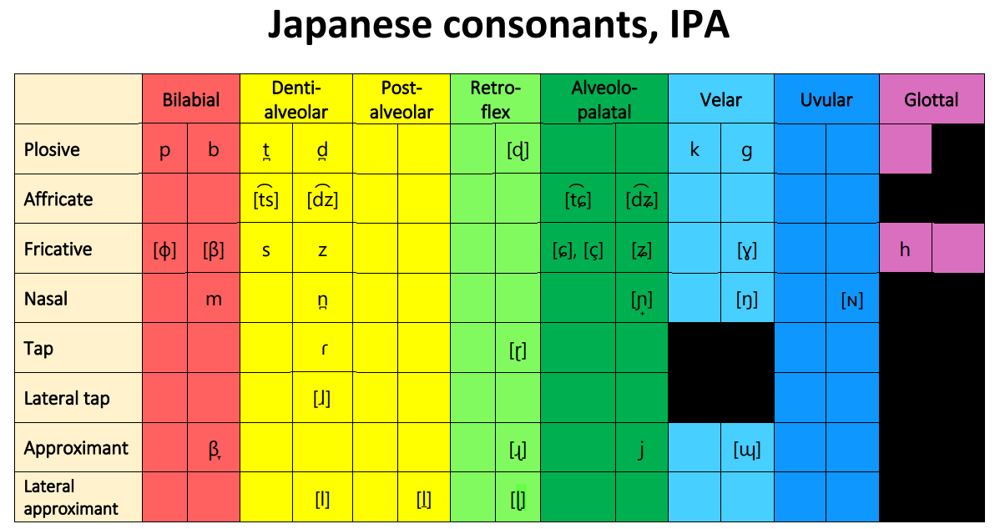 Japanese consonants, IPA
Bilabial Denti-alveolar Post-alveolar Retro-flex Alveolo-palatal Velar Uvular Glottal
Plosive p b t̪ d̪ [ɖ] k g
Affricate [t͡s] [d͡z] [t͡ɕ] [d͡ʑ]
Fricative [ɸ] [β] s z [ɕ], [ç] [ʑ] [ɣ] h
Nasal m n̪ [ɲ̟] [ŋ] [ɴ]
Tap ɾ [ɽ]
Lateral tap [ɺ]
Approximant β̞ [ɻ] j [ɰ]
Lateral
approximant [l] [l̠] [ɭ]